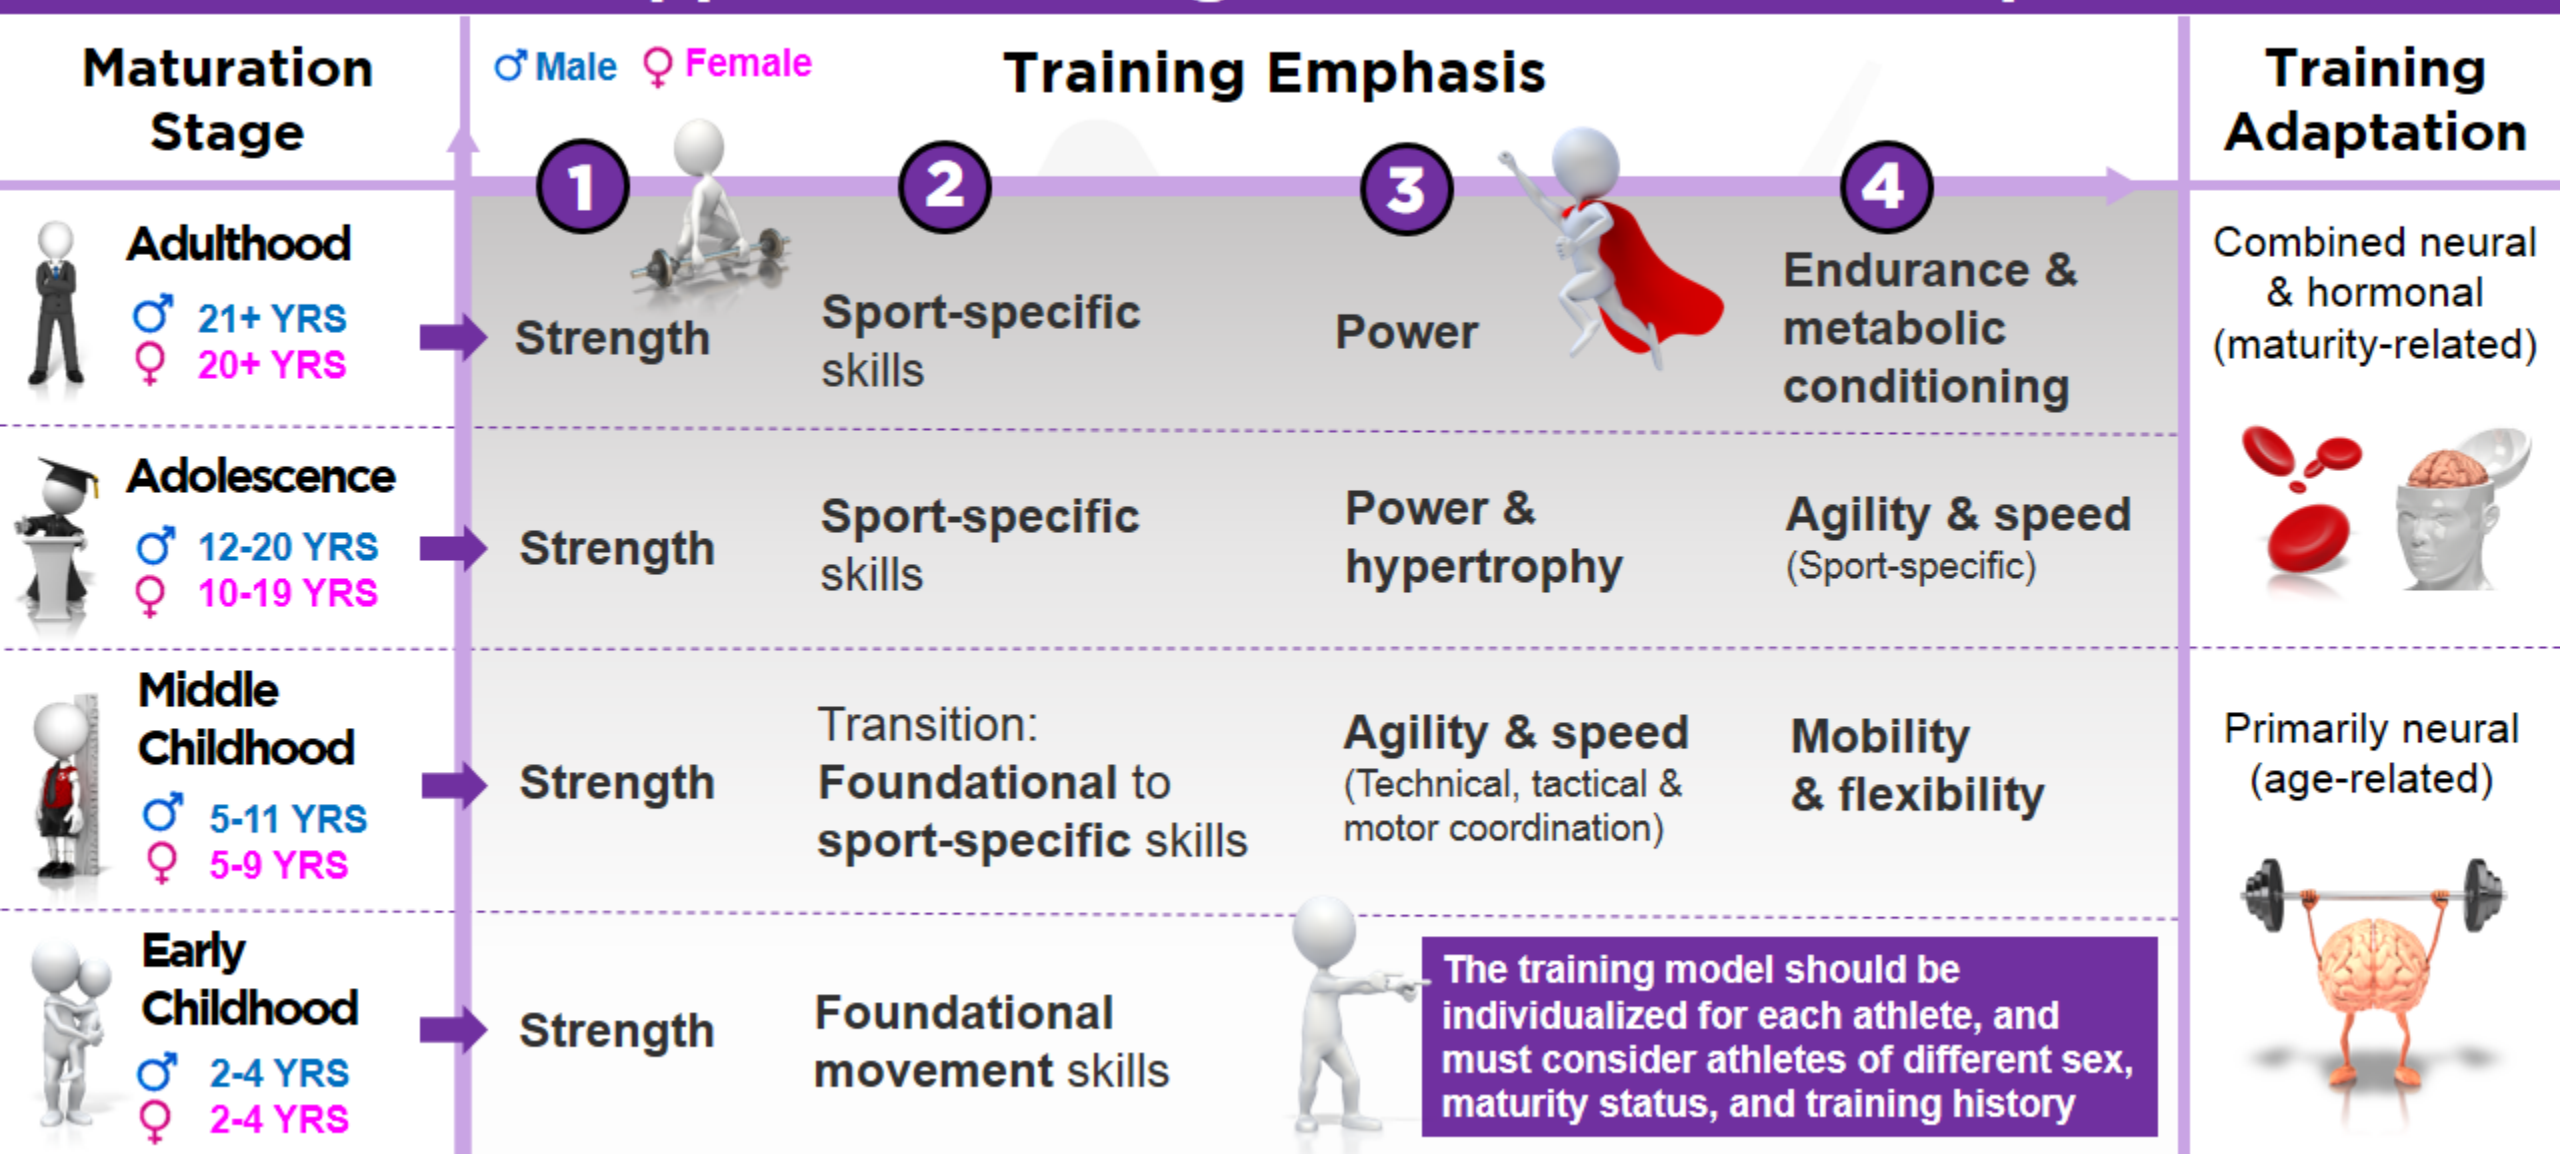 Maturation
Stage
♂ Male ♀ Female
Training Emphasis
Training
Adaptation
1
2
3
4
Adulthood
♂ 21+ YRS
♀ 20+ YRS
Strength
Sport-specific
skills
Power
Endurance &
metabolic
conditioning
Combined neural
& hormonal
(maturity-related)
Adolescence
♂ 12-20 YRS
♀ 10-19 YRS
Strength
Sport-specific
skills
Power &
hypertrophy
Agility & speed
(Sport-specific)
Middle
Childhood
♂ 5-11 YRS
♀ 5-9 YRS
Strength
Transition:
Foundational to
sport-specific skills
Agility & speed
(Technical, tactical &
motor coordination)
Mobility
& flexibility
Primarily neural
(age-related)
Early
Childhood
♂ 2-4 YRS
♀ 2-4 YRS
Strength
Foundational
movement skills
The training model should be
individualized for each athlete, and
must consider athletes of different sex,
maturity status, and training history